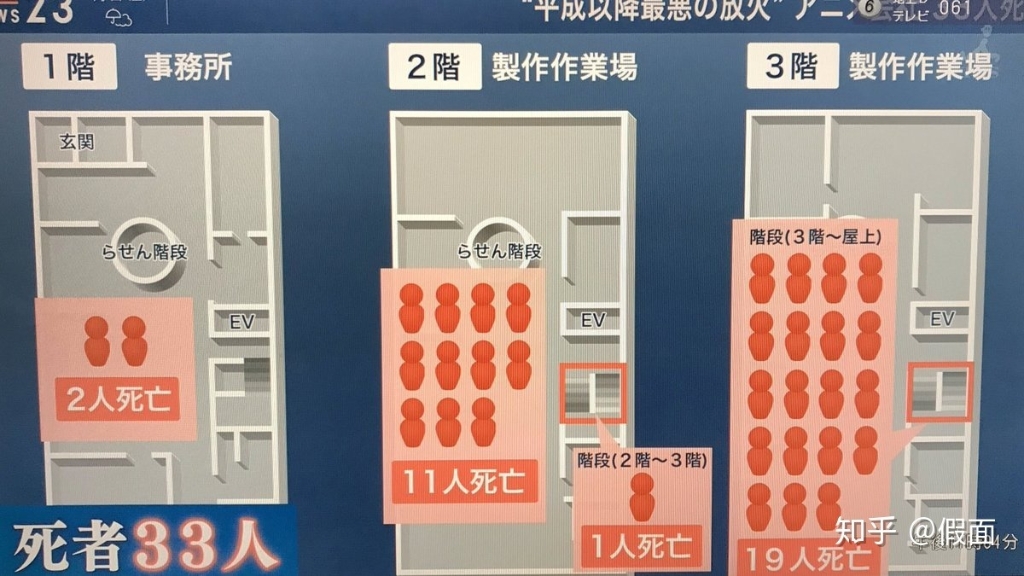 23
"平成以降最悪の放火" アニメ会社 33人死
6
テレビ 061
1階 事務所
2階 製作作業場
3階 製作作業場
玄関
らせん階段
らせん階段
階段(3階〜屋上)
EV
EV
EV
2人死亡
11人死亡
階段(2階〜3階)
1人死亡
19人死亡
死者33人
知乎 @假面